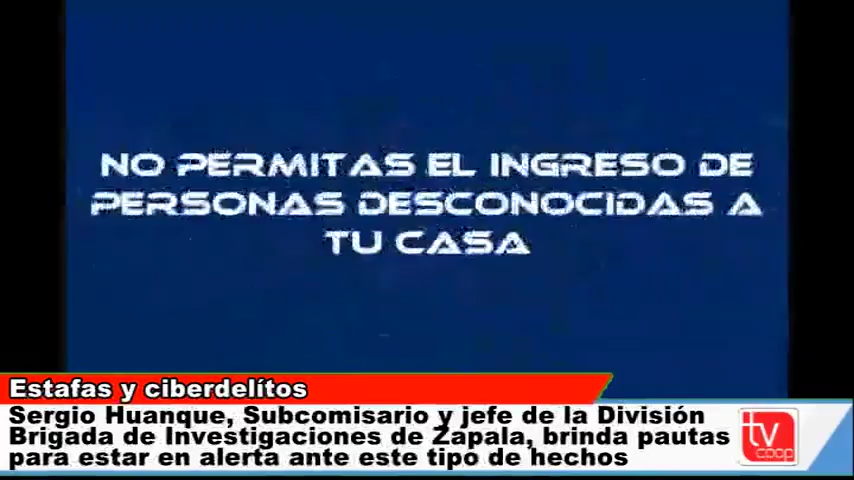 NO PERMITAS EL INGRESO DE
PERSONAS DESCONOCIDAS A
TU CASA
Estafas y ciberdelítos
Sergio Huanque, Subcomisario y jefe de la División
Brigada de Investigaciones de Zapala, brinda pautas
para estar en alerta ante este tipo de hechos
tv
coop